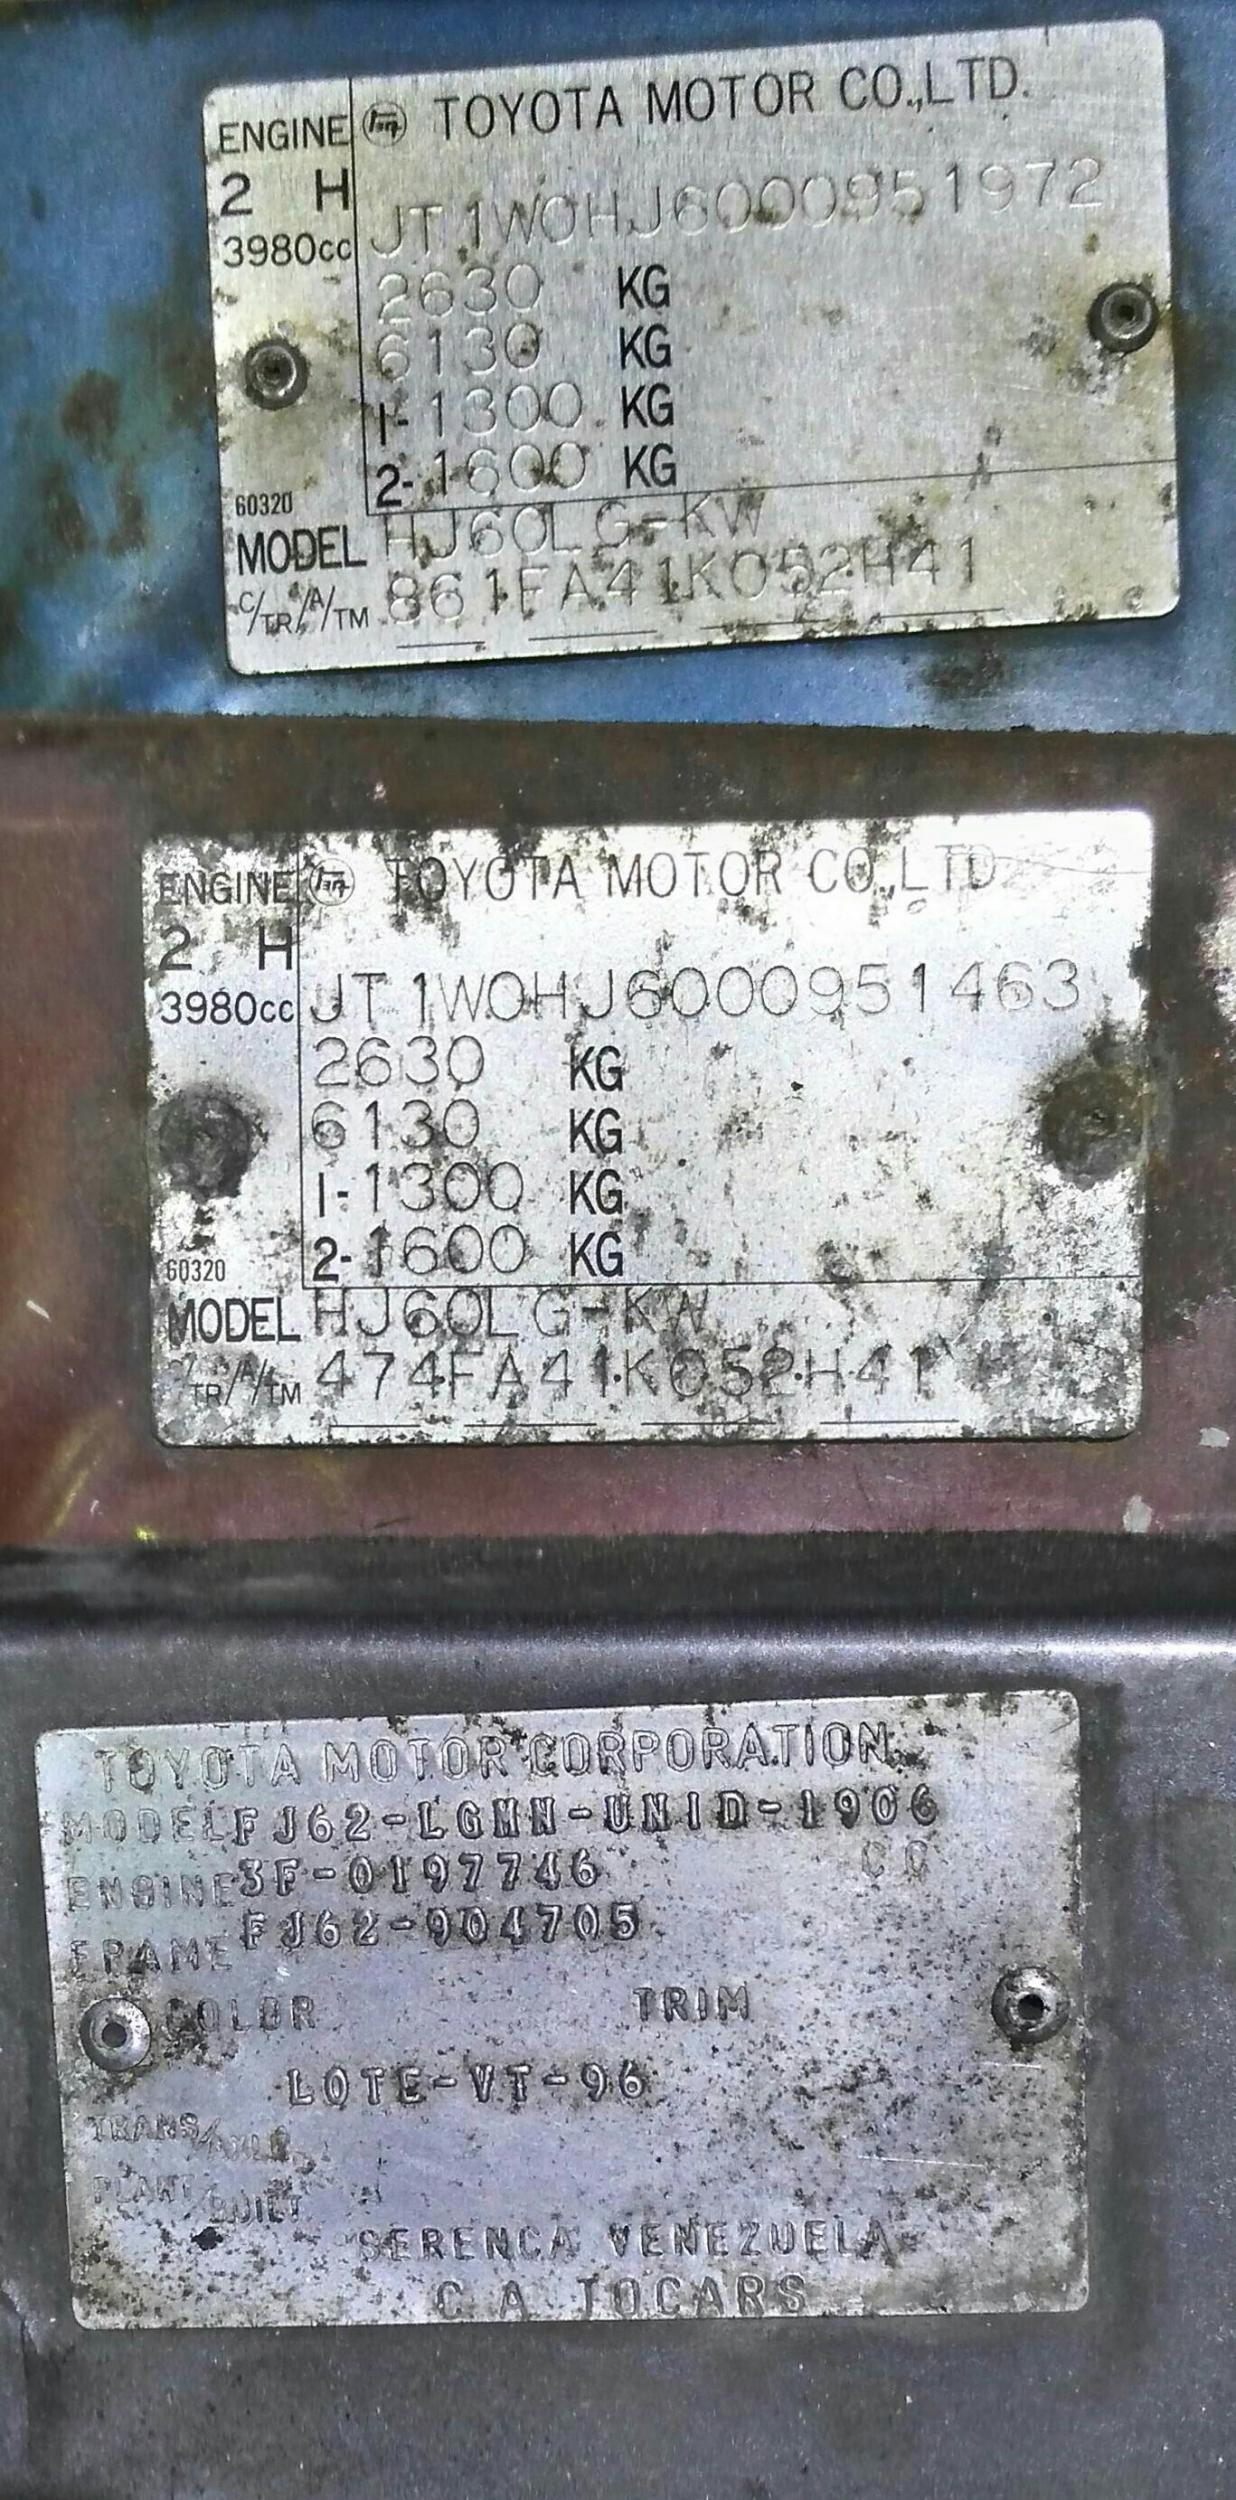 ENGINE TOYOTA MOTOR CO.,LTD.
2 H
JT1W0HJ6000951972
3980cc
2630 KG
6130 KG
1-1300 KG
2-1600 KG
60320
MODEL HJ60LG-KW
C/TR/A/TM 861FA41K052H41
ENGINE TOYOTA MOTOR CO.,LTD.
2 H
3980cc JT1W0HJ6000951463
2630 KG
6130 KG
1-1300 KG
2-1600 KG
60320
MODEL HJ60LG-KW
C/TR/A/TM 474FA41K052H41
TOYOTA MOTOR CORPORATION
MODEL FJ62-LGMN-UNID-1906
ENGINE 3F-0197746 CC
FRAME FJ62-904705
COLOR TRIM
LOTE-VT-96
TRANS/AXLE
PLANT/BUILT
SERENCA VENEZUELA
C A TOCARS